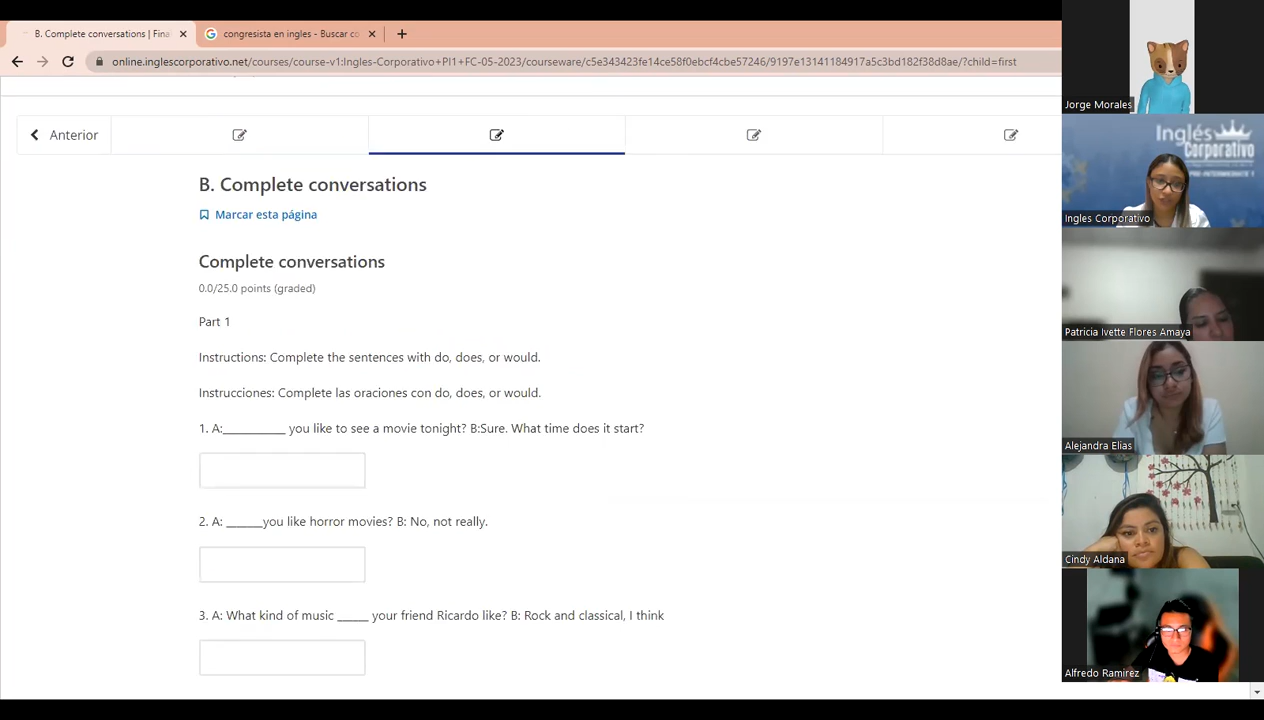 B. Complete conversations | Fina
congresista en ingles - Buscar co
online.inglescorporativo.net/courses/course-v1:Ingles-Corporativo+PI1+FC-05-2023/courseware/c5e343423fe14ce58f0ebcf4cbe57246/9197e13141184917a5c3bd182f38d8ae/?child=first
Anterior
B. Complete conversations
Marcar esta página
Complete conversations
0.0/25.0 points (graded)
Part 1
Instructions: Complete the sentences with do, does, or would.
Instrucciones: Complete las oraciones con do, does, or would.
1. A:___________ you like to see a movie tonight? B:Sure. What time does it start?
2. A: ______you like horror movies? B: No, not really.
3. A: What kind of music _____ your friend Ricardo like? B: Rock and classical, I think
Jorge Morales
Inglés
Corporativo
PRE-INTERMEDIATE 1
Ingles Corporativo
Patricia Ivette Flores Amaya
Alejandra Elias
Cindy Aldana
Alfredo Ramirez